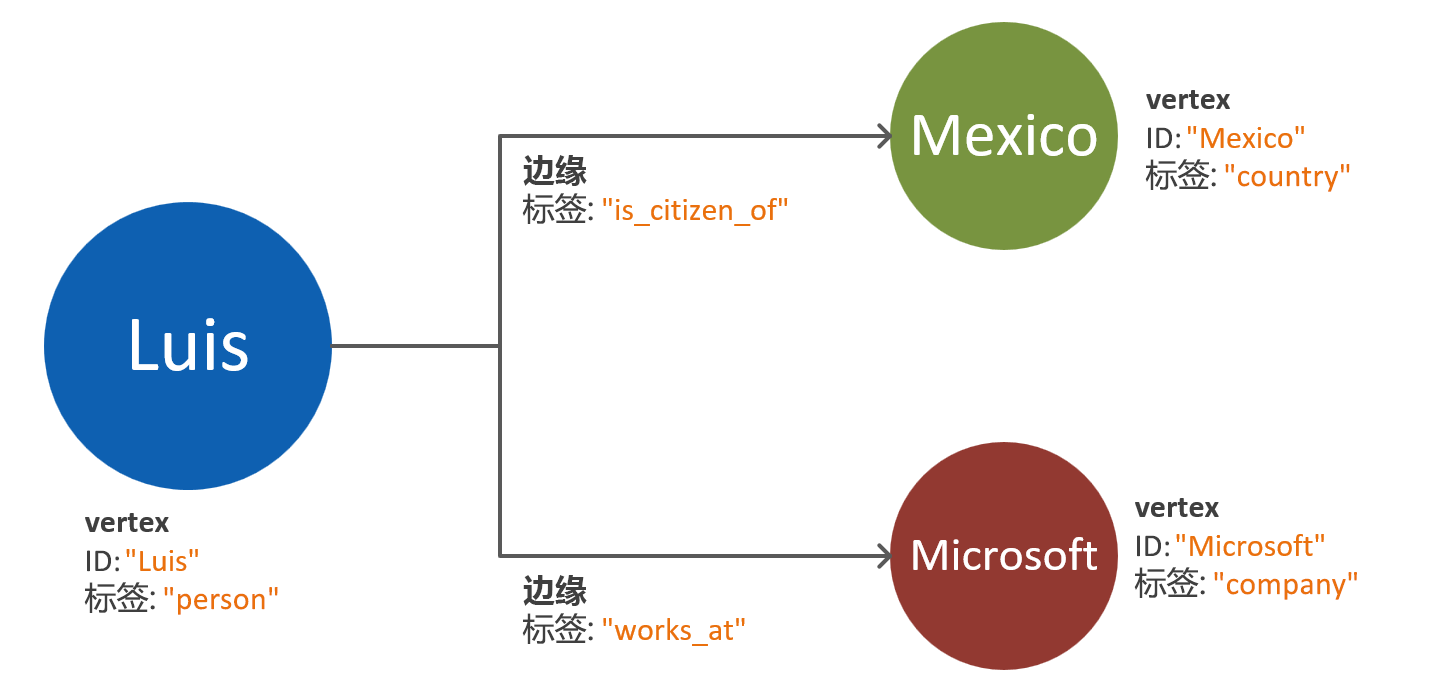 Mexico
vertex
ID: "Mexico"
标签: "country"
边缘
标签: "is_citizen_of"
Luis
vertex
ID: "Luis"
标签: "person"
Microsoft
vertex
ID: "Microsoft"
标签: "company"
边缘
标签: "works_at"